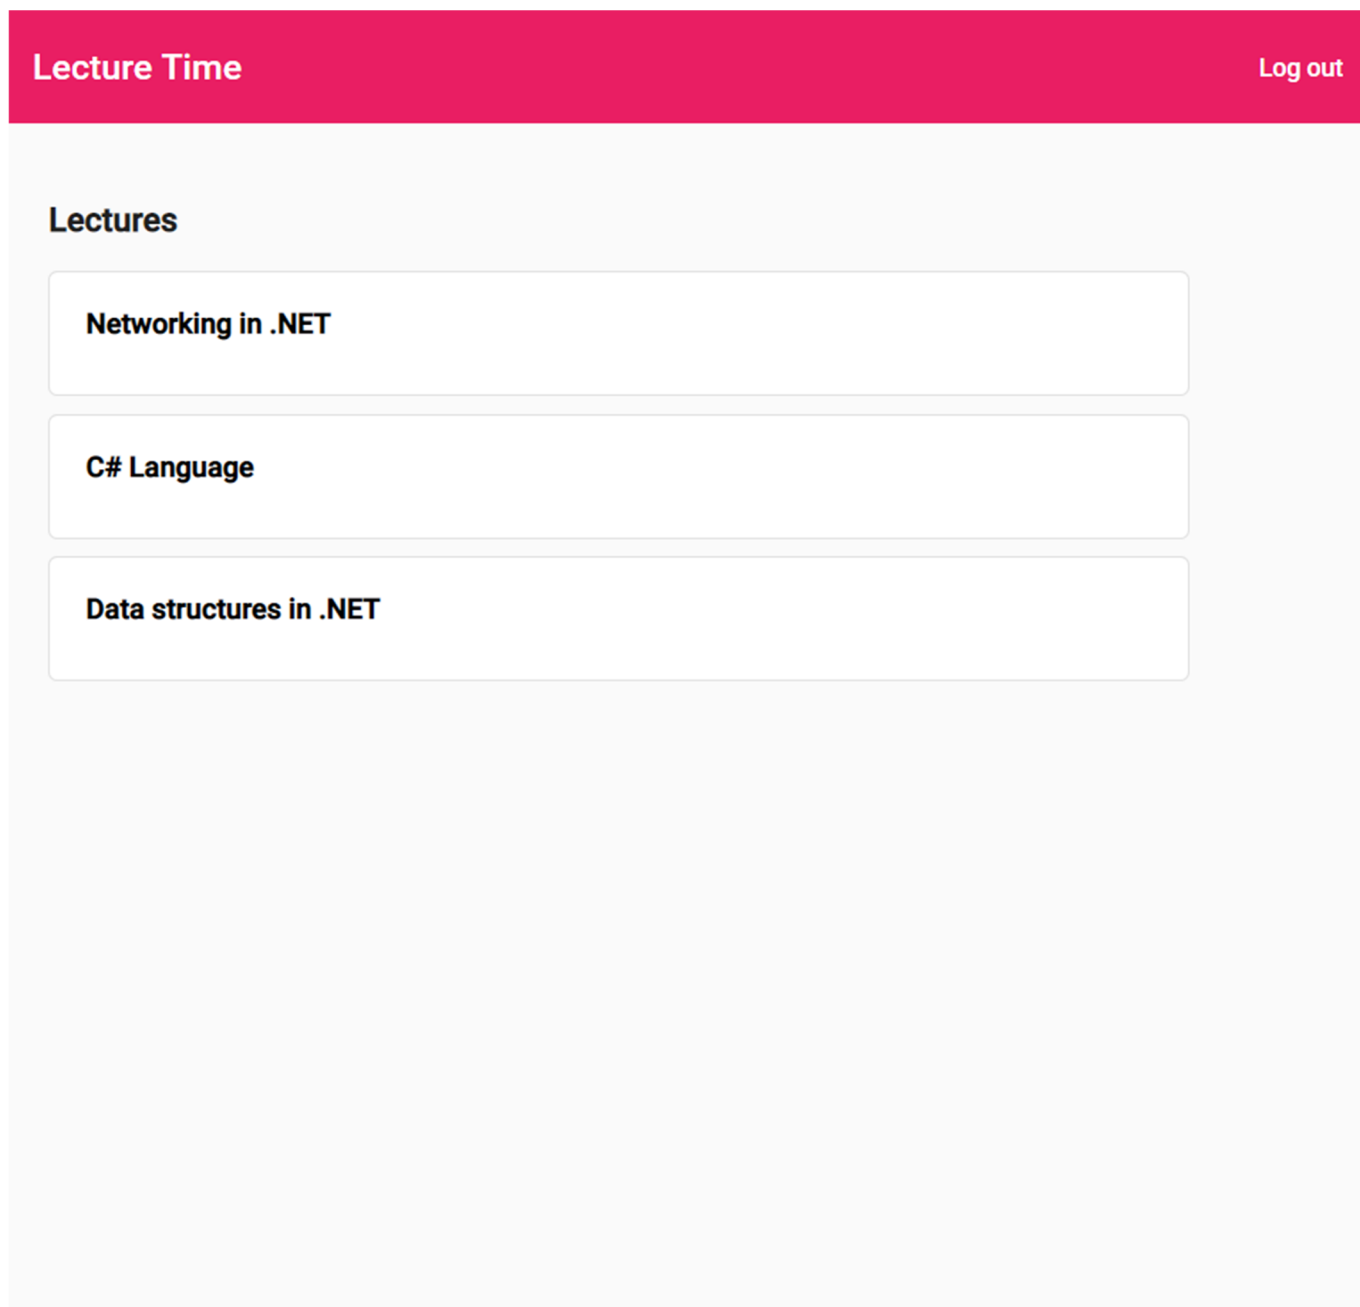 Lecture Time
Log out
Lectures
Networking in .NET
C# Language
Data structures in .NET